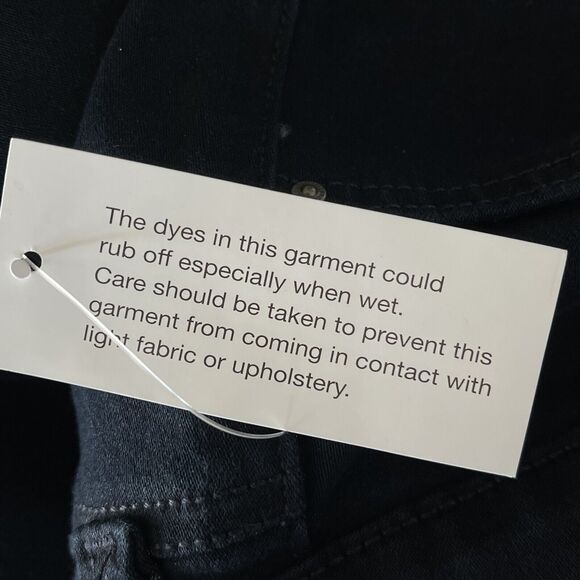 The dyes in this garment could
rub off especially when wet.
Care should be taken to prevent this
garment from coming in contact with
light fabric or upholstery.